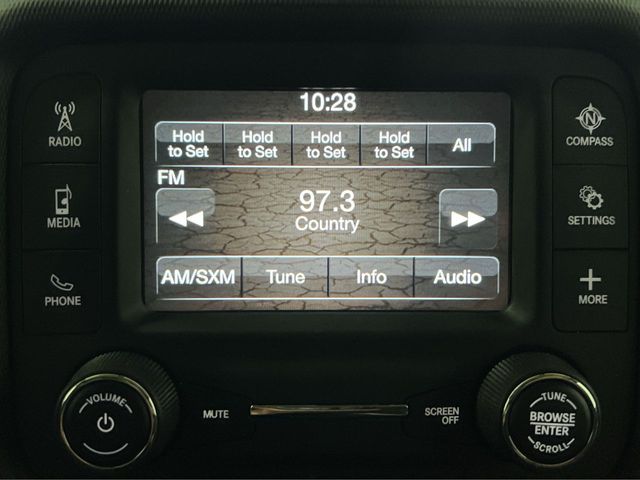 10:28
Hold to Set
Hold to Set
Hold to Set
Hold to Set
All
FM
97.3
Country
AM/SXM Tune Info Audio
RADIO
MEDIA
PHONE
N
COMPASS
SETTINGS
MORE
VOLUME
MUTE
SCREEN
OFF
TUNE
BROWSE
ENTER
SCROLL